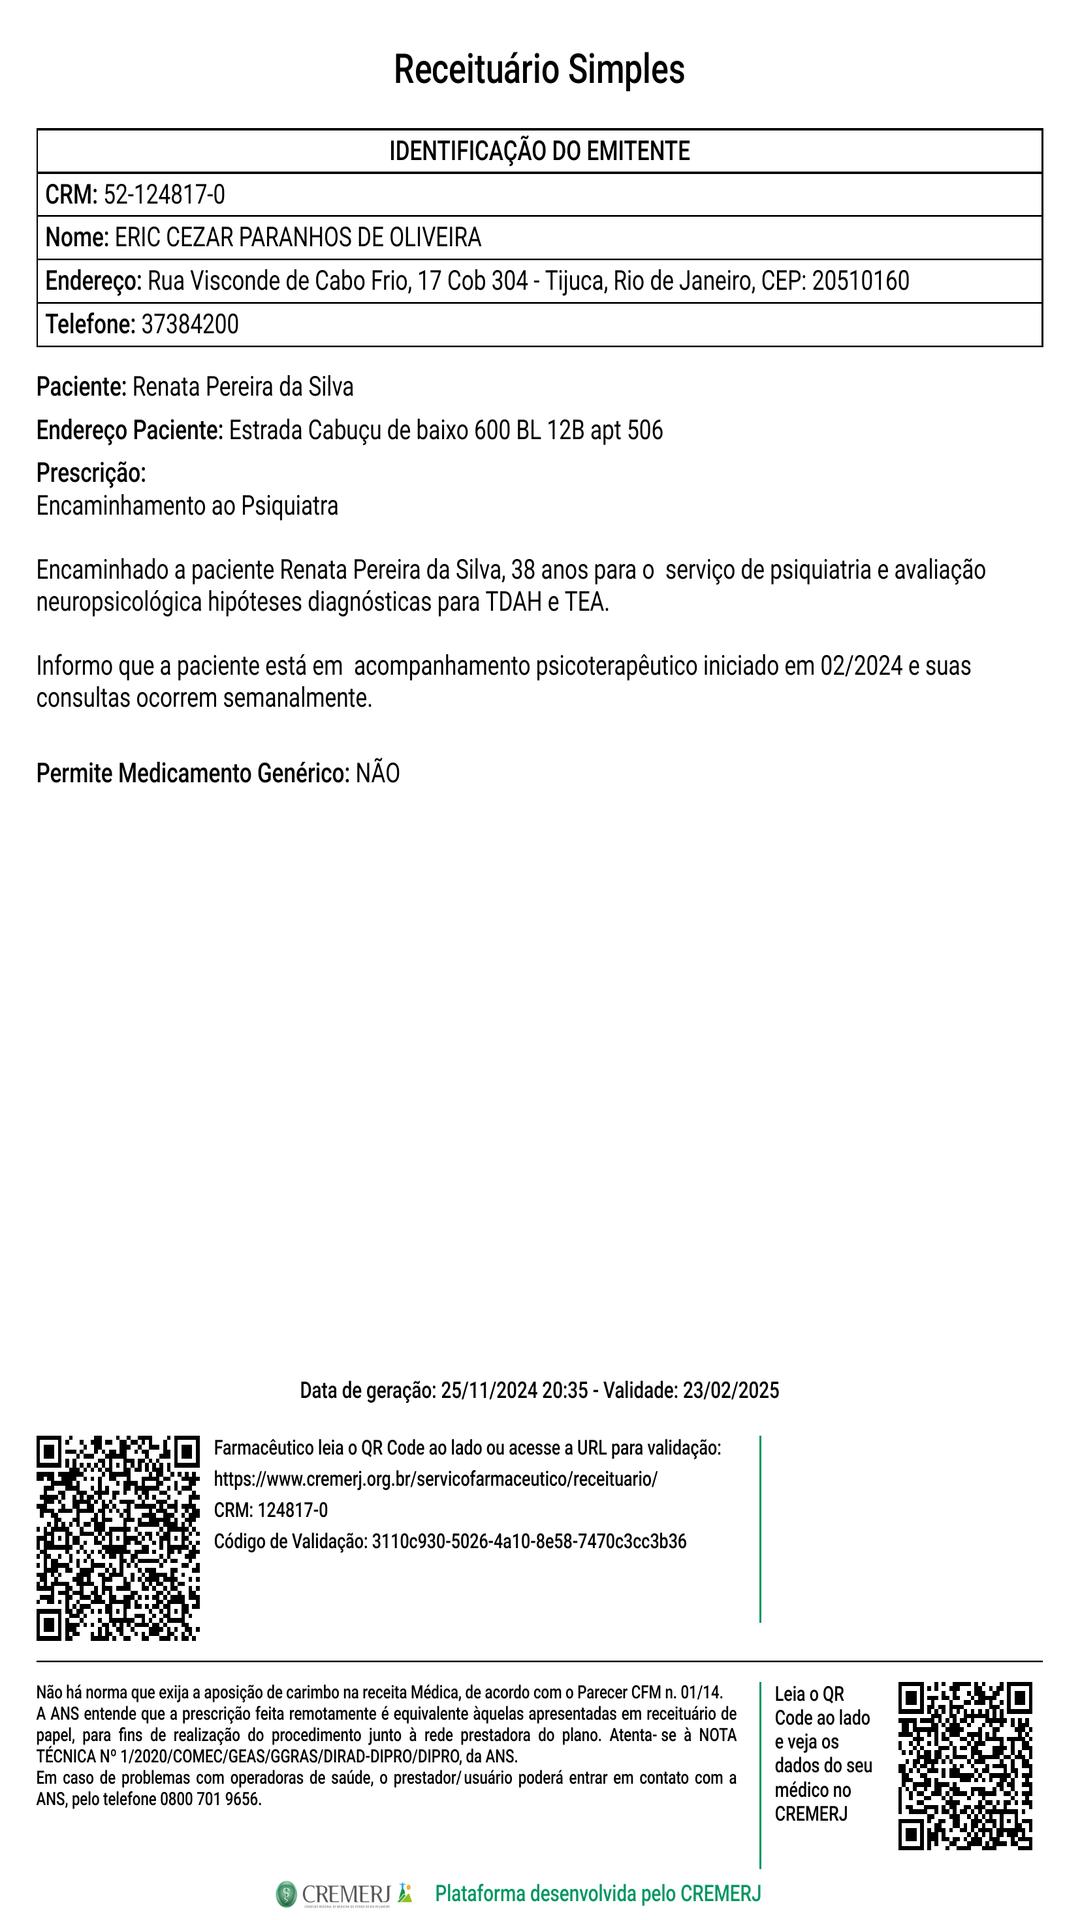 Receituário Simples
IDENTIFICAÇÃO DO EMITENTE
CRM: 52-124817-0
Nome: ERIC CEZAR PARANHOS DE OLIVEIRA
Endereço: Rua Visconde de Cabo Frio, 17 Cob 304 - Tijuca, Rio de Janeiro, CEP: 20510160
Telefone: 37384200
Paciente: Renata Pereira da Silva
Endereço Paciente: Estrada Cabuçu de baixo 600 BL 12B apt 506
Prescrição:
Encaminhamento ao Psiquiatra
Encaminhado a paciente Renata Pereira da Silva, 38 anos para o  serviço de psiquiatria e avaliação
neuropsicológica hipóteses diagnósticas para TDAH e TEA.
Informo que a paciente está em  acompanhamento psicoterapêutico iniciado em 02/2024 e suas
consultas ocorrem semanalmente.
Permite Medicamento Genérico: NÃO
Data de geração: 25/11/2024 20:35 - Validade: 23/02/2025
Farmacêutico leia o QR Code ao lado ou acesse a URL para validação:
https://www.cremerj.org.br/servicofarmaceutico/receituario/
CRM: 124817-0
Código de Validação: 3110c930-5026-4a10-8e58-7470c3cc3b36
Não há norma que exija a aposição de carimbo na receita Médica, de acordo com o Parecer CFM n. 01/14.
A ANS entende que a prescrição feita remotamente é equivalente àquelas apresentadas em receituário de
papel, para fins de realização do procedimento junto à rede prestadora do plano. Atenta- se à NOTA
TÉCNICA Nº 1/2020/COMEC/GEAS/GGRAS/DIRAD-DIPRO/DIPRO, da ANS.
Em caso de problemas com operadoras de saúde, o prestador/usuário poderá entrar em contato com a
ANS, pelo telefone 0800 701 9656.
Leia o QR
Code ao lado
e veja os
dados do seu
médico no
CREMERJ
CREMERJ
Plataforma desenvolvida pelo CREMERJ